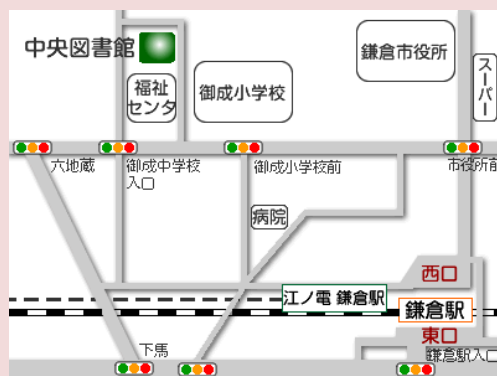 中央図書館
福祉
センタ
御成小学校
鎌倉市役所
スーパー
六地蔵
御成中学校
入口
御成小学校前
市役所前
病院
西口
江ノ電 鎌倉駅
鎌倉駅
東口
下馬
鎌倉駅入口